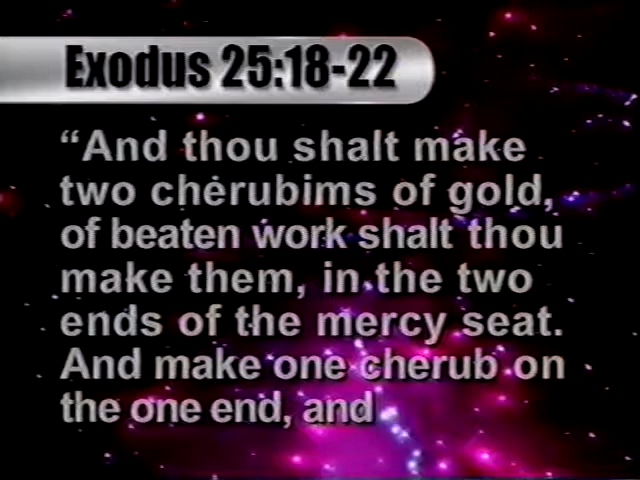 Exodus 25:18-22
“And thou shalt make
two cherubims of gold,
of beaten work shalt thou
make them, in the two
ends of the mercy seat.
And make one cherub on
the one end, and